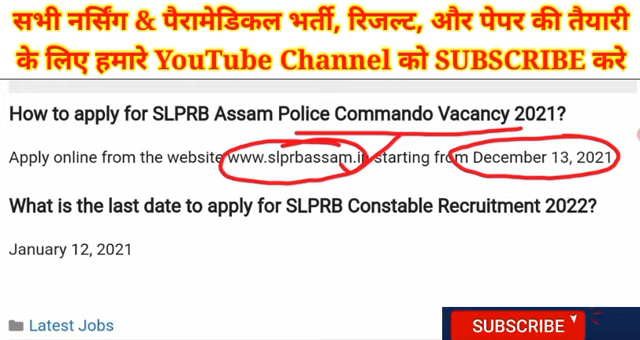 सभी नर्सिंग & पैरामेडिकल भर्ती, रिजल्ट, और पेपर की तैयारी
के लिए हमारे YouTube Channel को SUBSCRIBE करे
How to apply for SLPRB Assam Police Commando Vacancy 2021?
Apply online from the website www.slprbassam.in starting from December 13, 2021
What is the last date to apply for SLPRB Constable Recruitment 2022?
January 12, 2021
Latest Jobs
SUBSCRIBE